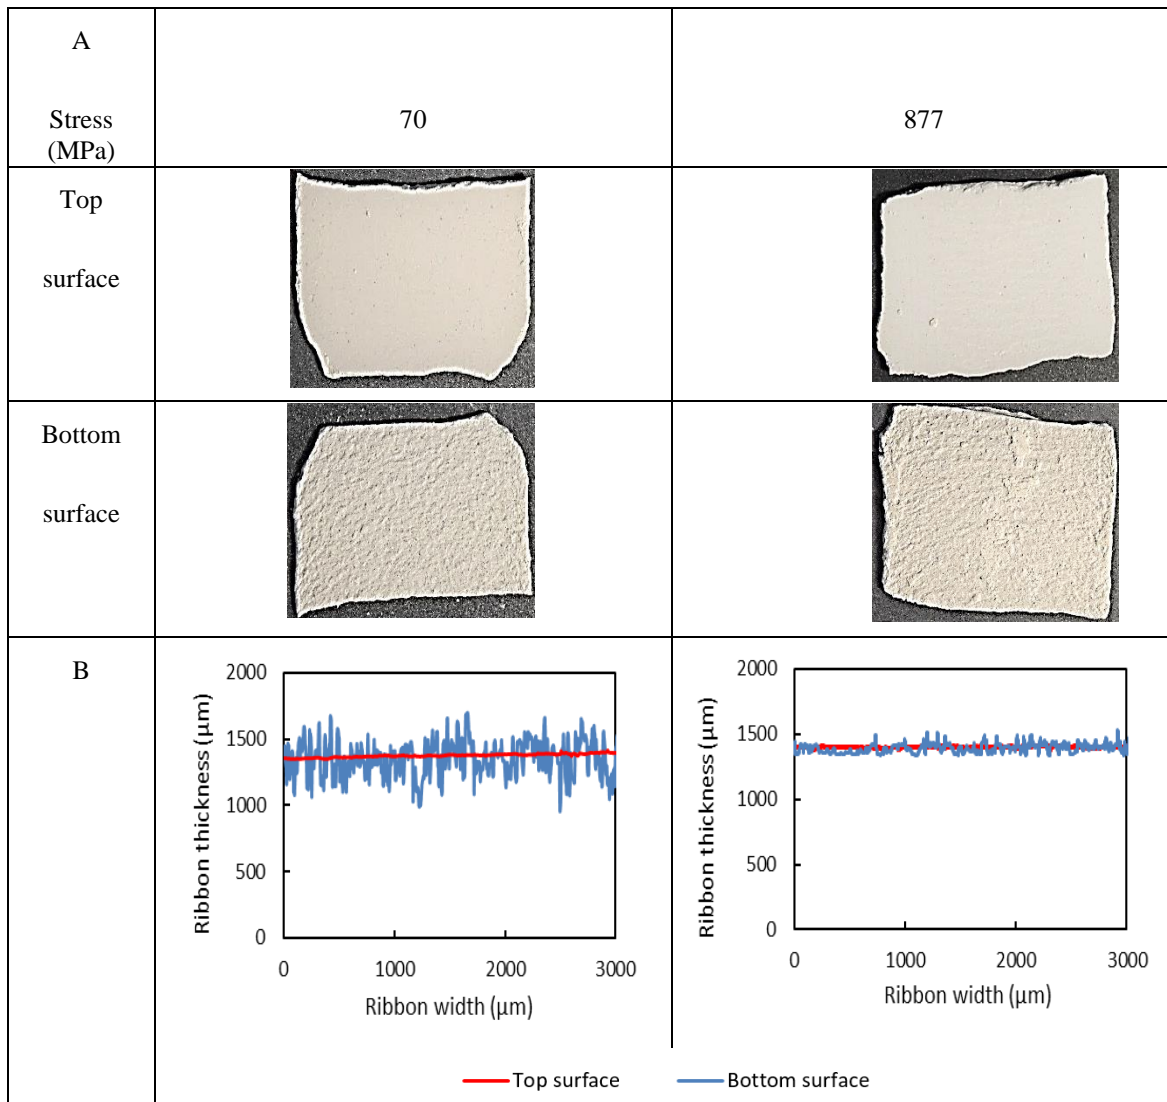 A
Stress
(MPa)
70
877
Top
surface
Bottom
surface
B
2000
1500
1000
500
0
Ribbon thickness (µm)
0 1000 2000 3000
Ribbon width (µm)
2000
1500
1000
500
0
Ribbon thickness (µm)
0 1000 2000 3000
Ribbon width (µm)
Top surface Bottom surface